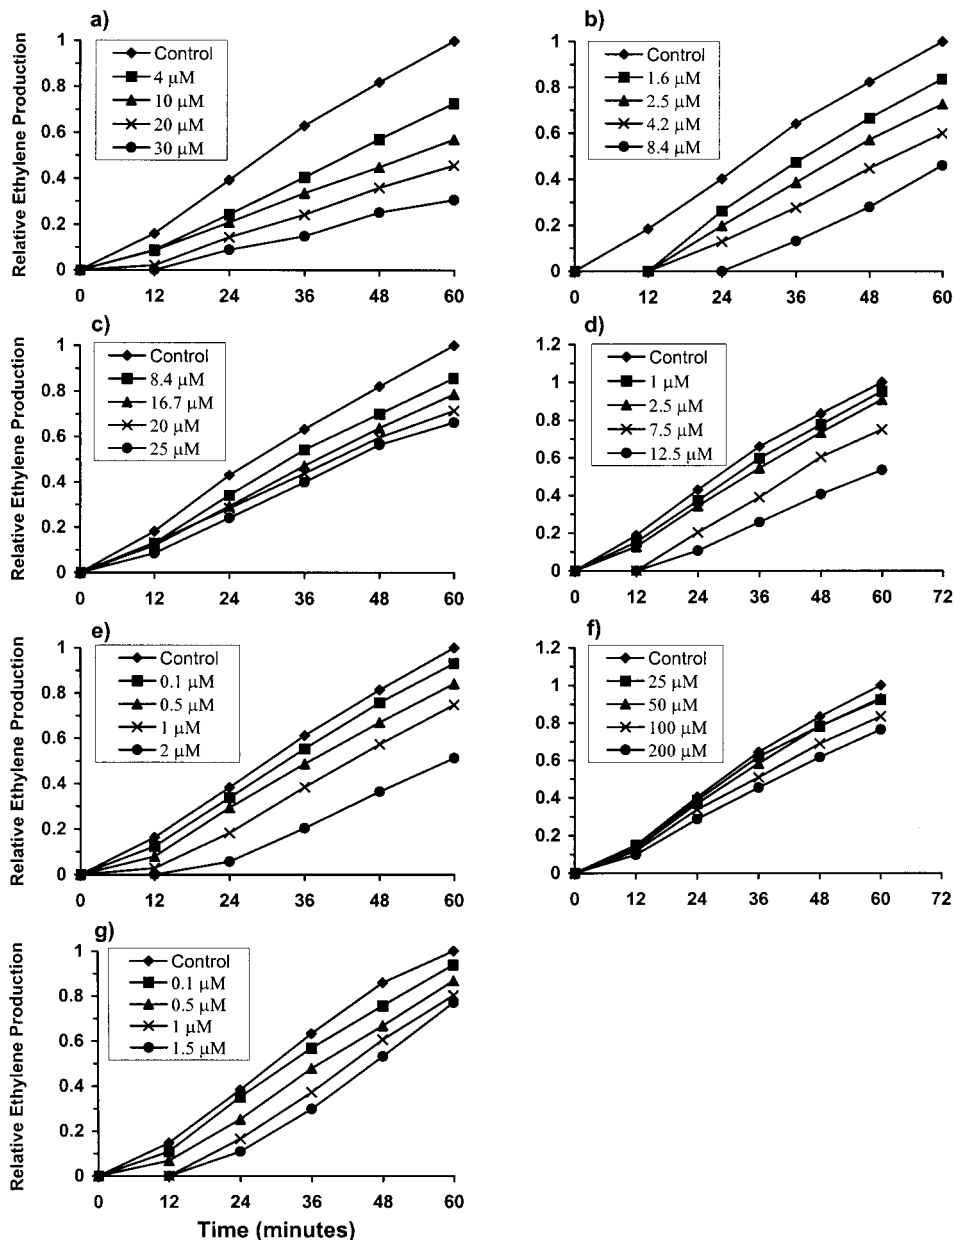 a)
Relative Ethylene Production
1
0.8
0.6
0.4
0.2
0
Control
4 µM
10 µM
20 µM
30 µM
0 12 24 36 48 60
b)
1
0.8
0.6
0.4
0.2
0
Control
1.6 µM
2.5 µM
4.2 µM
8.4 µM
0 12 24 36 48 60
c)
Relative Ethylene Production
1
0.8
0.6
0.4
0.2
0
Control
8.4 µM
16.7 µM
20 µM
25 µM
0 12 24 36 48 60
d)
1.2
1
0.8
0.6
0.4
0.2
0
Control
1 µM
2.5 µM
7.5 µM
12.5 µM
0 12 24 36 48 60 72
e)
Relative Ethylene Production
1
0.8
0.6
0.4
0.2
0
Control
0.1 µM
0.5 µM
1 µM
2 µM
0 12 24 36 48 60
f)
1.2
1
0.8
0.6
0.4
0.2
0
Control
25 µM
50 µM
100 µM
200 µM
0 12 24 36 48 60 72
g)
Relative Ethylene Production
1
0.8
0.6
0.4
0.2
0
Control
0.1 µM
0.5 µM
1 µM
1.5 µM
0 12 24 36 48 60
Time (minutes)